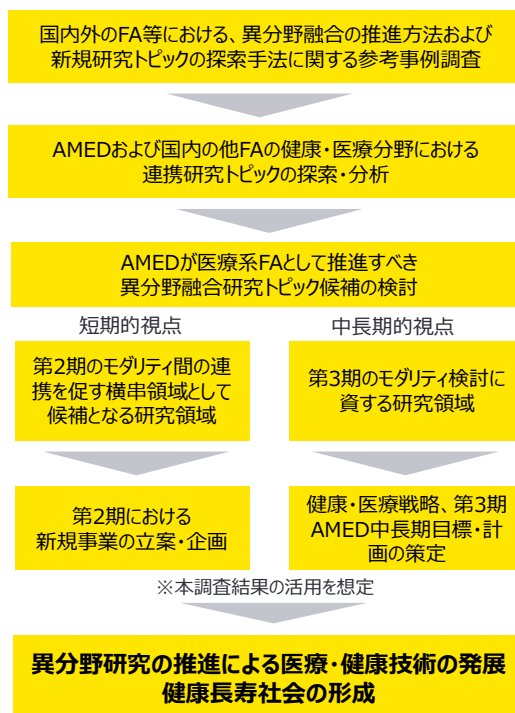 国内外のFA等における、異分野融合の推進方法および
新規研究トピックの探索手法に関する参考事例調査
AMEDおよび国内の他FAの健康・医療分野における
連携研究トピックの探索・分析
AMEDが医療系FAとして推進すべき
異分野融合研究トピック候補の検討
短期的視点
第2期のモダリティ間の連
携を促す横串領域として
候補となる研究領域
第2期における
新規事業の立案・企画
中長期的視点
第3期のモダリティ検討に
資する研究領域
健康・医療戦略、第3期
AMED中長期目標・計
画の策定
※本調査結果の活用を想定
異分野研究の推進による医療・健康技術の発展
健康長寿社会の形成